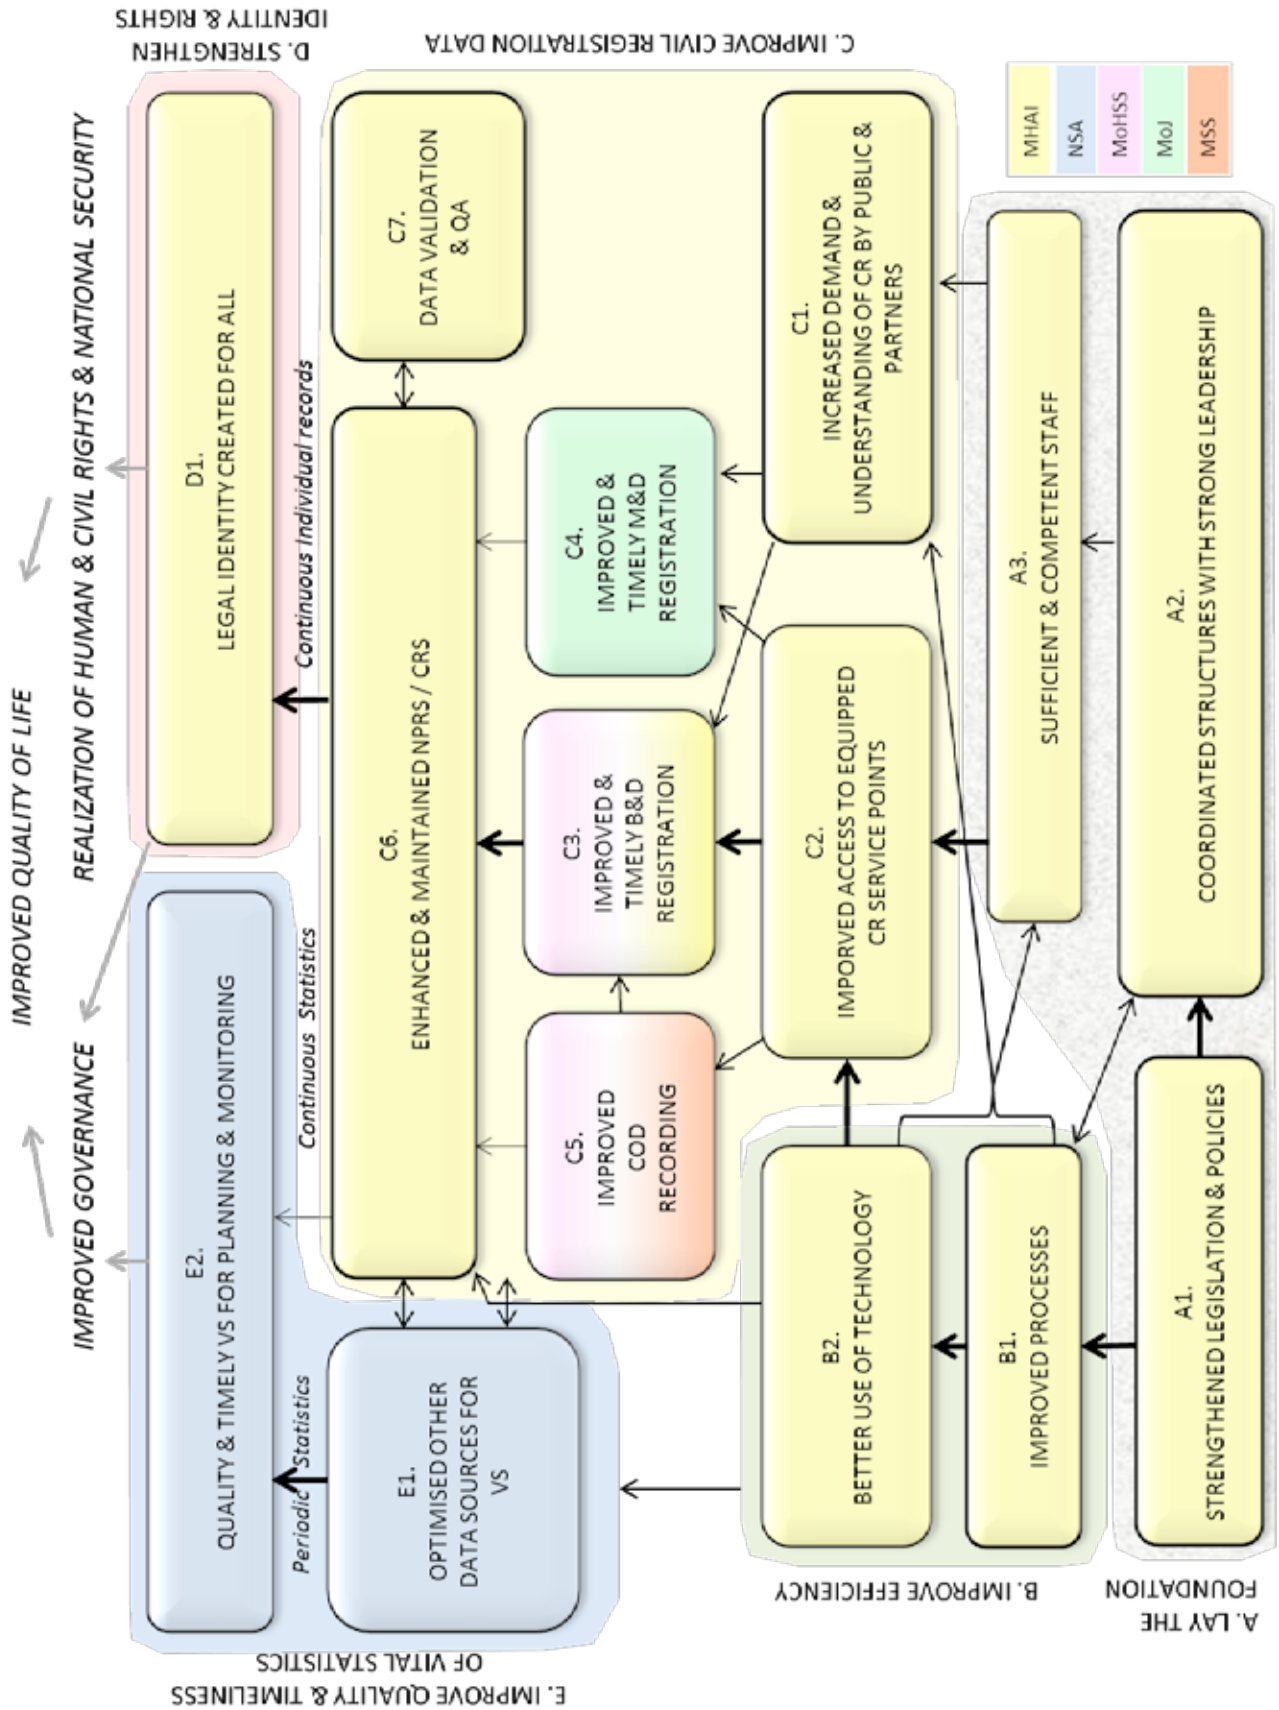 IMPROVED QUALITY OF LIFE
IMPROVED GOVERNANCE
REALIZATION OF HUMAN & CIVIL RIGHTS & NATIONAL SECURITY
E. IMPROVE QUALITY & TIMELINESS
OF VITAL STATISTICS
E2.
QUALITY & TIMELY VS FOR PLANNING & MONITORING
D. STRENGTHEN
IDENTITY & RIGHTS
D1.
LEGAL IDENTITY CREATED FOR ALL
Periodic Statistics
Continuous Statistics
Continuous Individual records
E1.
OPTIMISED OTHER
DATA SOURCES FOR
VS
C. IMPROVE CIVIL REGISTRATION DATA
C6.
ENHANCED & MAINTAINED NPRS / CRS
C7.
DATA VALIDATION
& QA
C5.
IMPROVED
COD
RECORDING
C3.
IMPROVED &
TIMELY B&D
REGISTRATION
C4.
IMPROVED &
TIMELY M&D
REGISTRATION
B. IMPROVE EFFICIENCY
B2.
BETTER USE OF TECHNOLOGY
C2.
IMPORVED ACCESS TO EQUIPPED
CR SERVICE POINTS
C1.
INCREASED DEMAND &
UNDERSTANDING OF CR BY PUBLIC &
PARTNERS
B1.
IMPROVED PROCESSES
A3.
SUFFICIENT & COMPETENT STAFF
A. LAY THE
FOUNDATION
A1.
STRENGTHENED LEGISLATION & POLICIES
A2.
COORDINATED STRUCTURES WITH STRONG LEADERSHIP
MHAI
NSA
MoHSS
MoJ
MSS